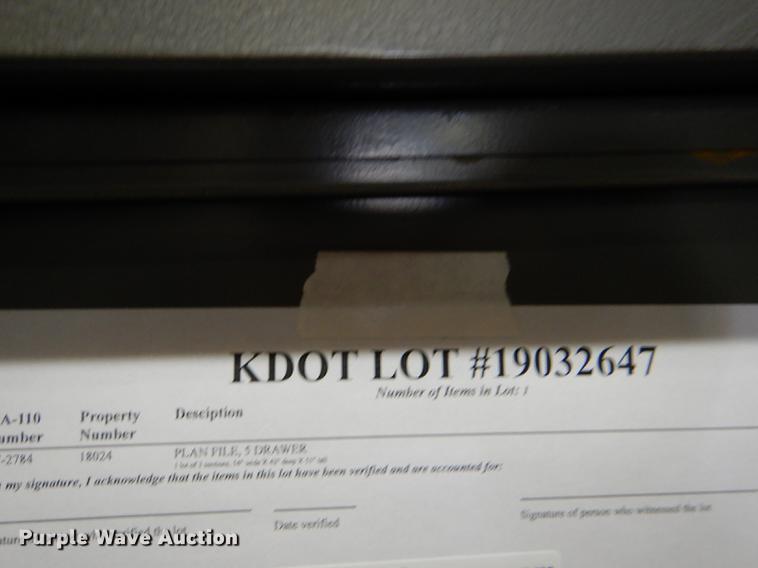 KDOT LOT #19032647
Number of Items in Lot: 1
A-110 Property Desciption
umber Number
-2784 18024 PLAN FILE, 5 DRAWER
my signature, I acknowledge that the items in this lot have been verified and are accounted for:
Date verified
Signature of person who witnessed the lot
Purple Wave Auction